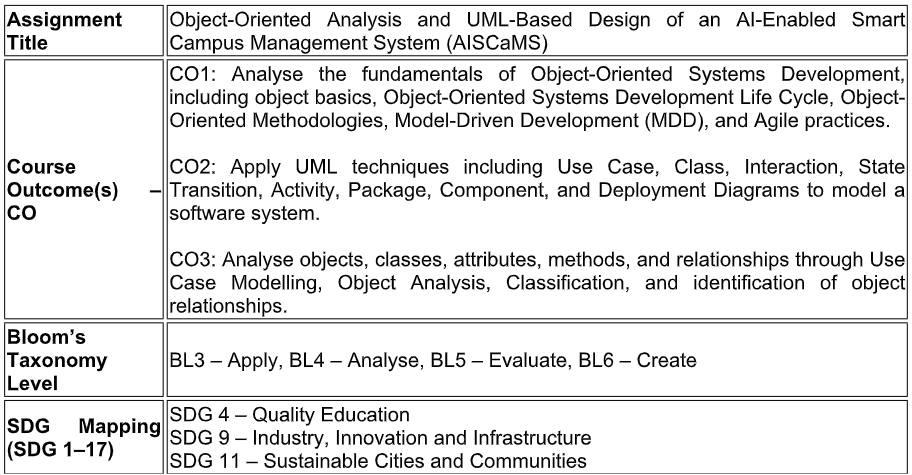 Assignment
Title
Object-Oriented Analysis and UML-Based Design of an AI-Enabled Smart
Campus Management System (AISCaMS)
Course
Outcome(s) –
CO
CO1: Analyse the fundamentals of Object-Oriented Systems Development,
including object basics, Object-Oriented Systems Development Life Cycle, Object-
Oriented Methodologies, Model-Driven Development (MDD), and Agile practices.
CO2: Apply UML techniques including Use Case, Class, Interaction, State
Transition, Activity, Package, Component, and Deployment Diagrams to model a
software system.
CO3: Analyse objects, classes, attributes, methods, and relationships through Use
Case Modelling, Object Analysis, Classification, and identification of object
relationships.
Bloom’s
Taxonomy
Level
BL3 – Apply, BL4 – Analyse, BL5 – Evaluate, BL6 – Create
SDG Mapping
(SDG 1–17)
SDG 4 – Quality Education
SDG 9 – Industry, Innovation and Infrastructure
SDG 11 – Sustainable Cities and Communities